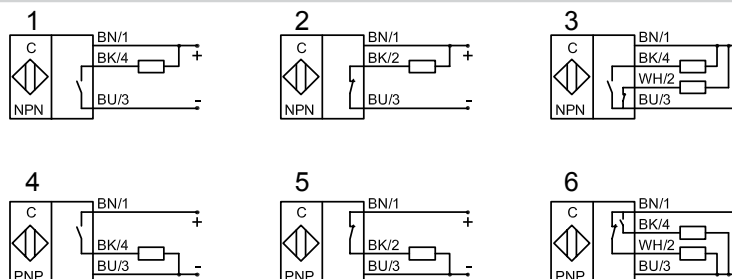 1
BN/1
C
BK/4
+
NPN
BU/3
-
2
BN/1
C
BK/2
+
NPN
BU/3
-
3
BN/1
C
BK/4
WH/2
NPN
BU/3
4
BN/1
C
+
BK/4
PNP
BU/3
-
5
BN/1
C
+
BK/2
PNP
BU/3
-
6
BN/1
C
BK/4
WH/2
PNP
BU/3